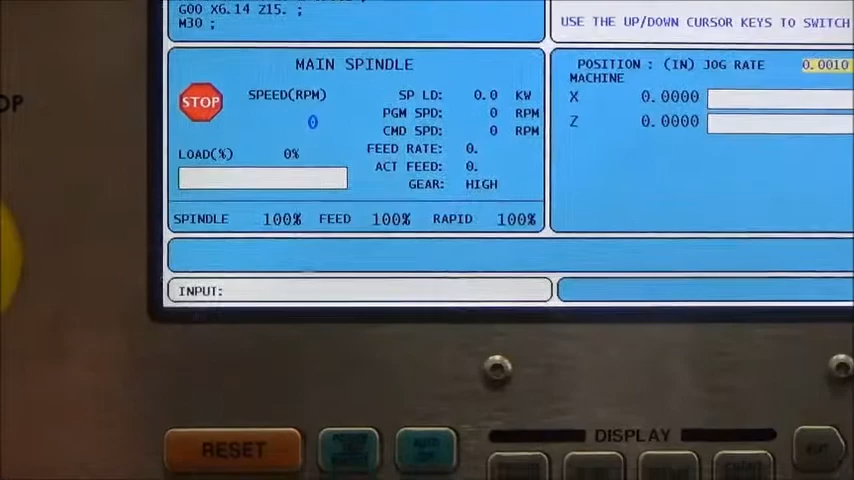 G00 X6.14 Z15. ;
M30 ;
USE THE UP/DOWN CURSOR KEYS TO SWITCH
MAIN SPINDLE
STOP
SPEED(RPM)
0
LOAD(%) 0%
SP LD: 0.0 KW
PGM SPD: 0 RPM
CMD SPD: 0 RPM
FEED RATE: 0.
ACT FEED: 0.
GEAR: HIGH
SPINDLE 100% FEED 100% RAPID 100%
POSITION : (IN) JOG RATE 0.0010
MACHINE
X 0.0000
Z 0.0000
INPUT:
OP
RESET
DISPLAY